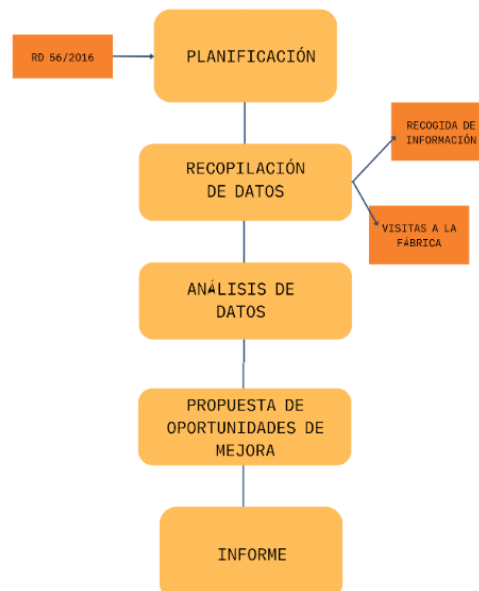 RD 56/2016
PLANIFICACIÓN
RECOPILACIÓN
DE DATOS
RECOGIDA DE
INFORMACIÓN
VISITAS A LA
FÁBRICA
ANÁLISIS DE
DATOS
PROPUESTA DE
OPORTUNIDADES DE
MEJORA
INFORME